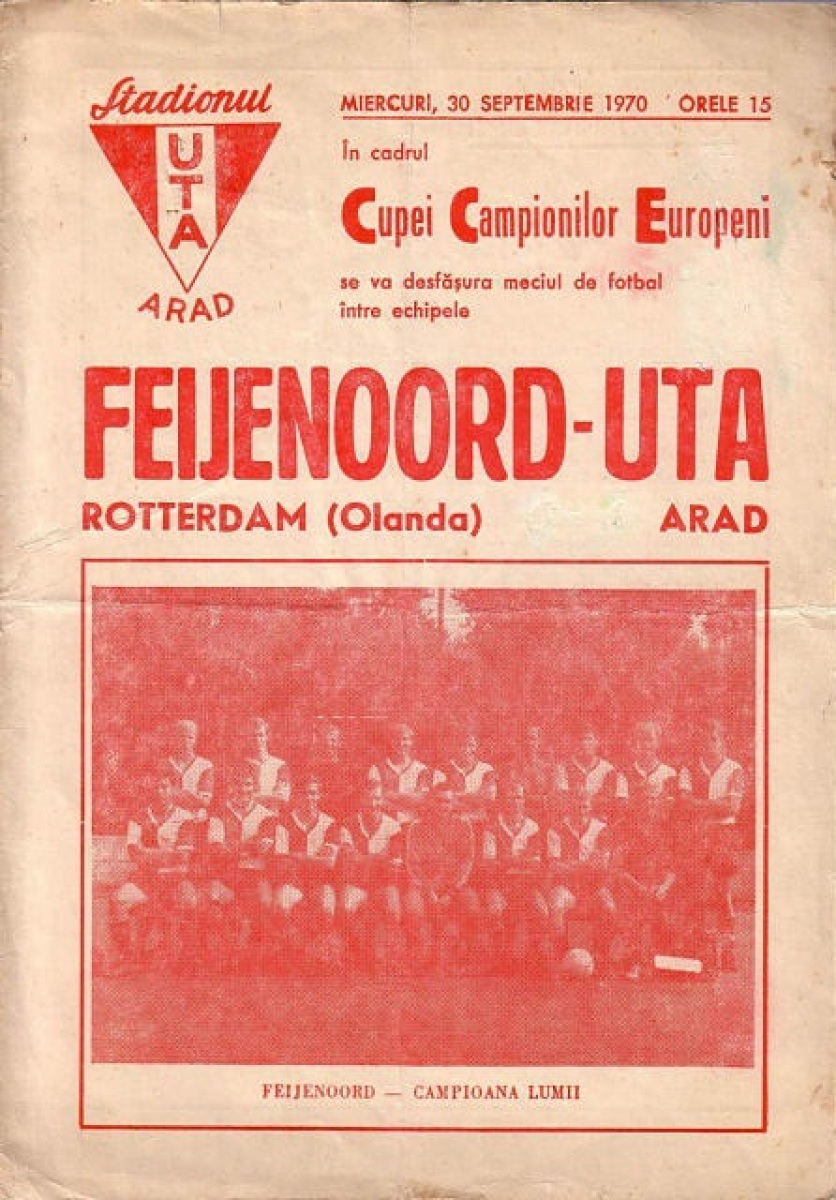 Stadionul
UTA
ARAD
MIERCURI, 30 SEPTEMBRIE 1970 ORELE 15
În cadrul
Cupei Campionilor Europeni
se va desfășura meciul de fotbal
între echipele
FEIJENOORD-UTA
ROTTERDAM (Olanda) ARAD
FEIJENOORD — CAMPIOANA LUMII